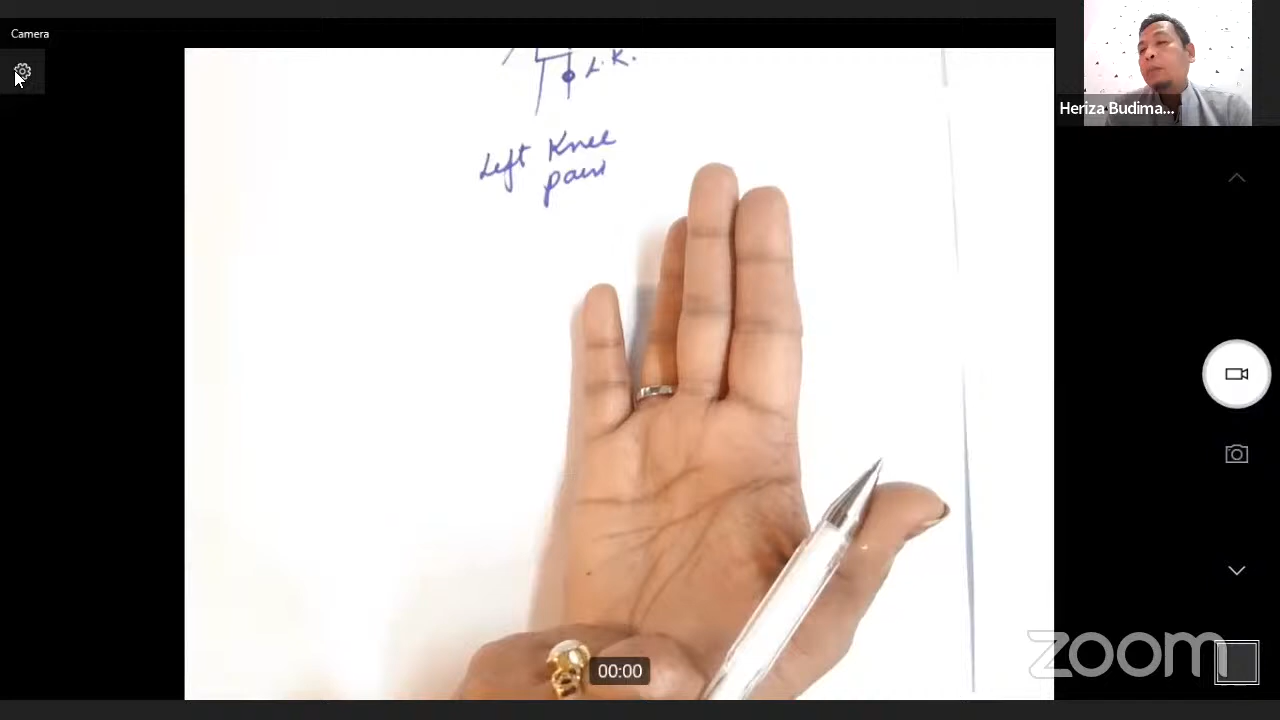 Camera
L.K.
Heriza Budima...
Left Knee
pain
00:00
zoom